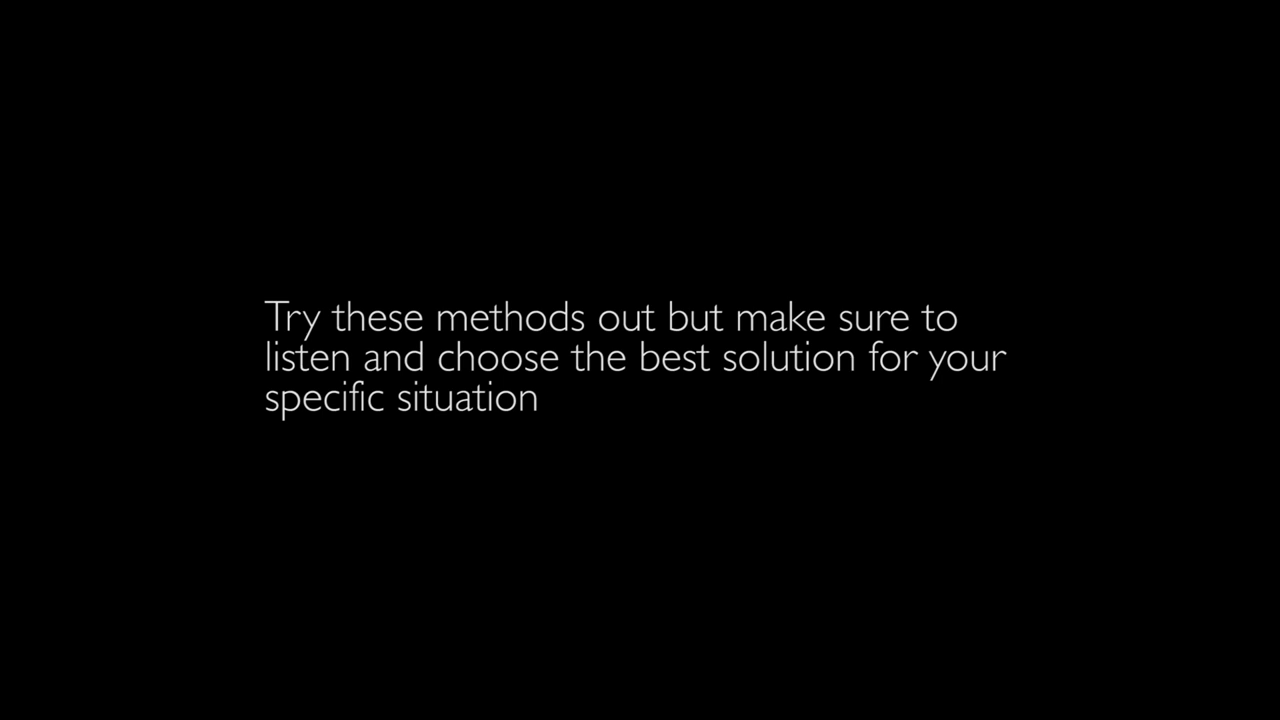 Try these methods out but make sure to
listen and choose the best solution for your
specific situation